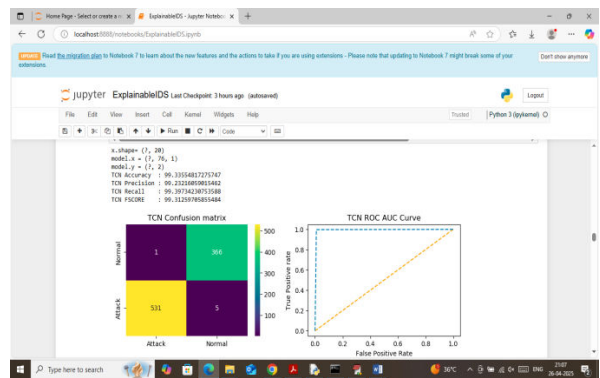 Home Page - Select or create a n
ExplainableIDS - Jupyter Notebo
localhost:8888/notebooks/ExplainableIDS.ipynb
UPDATE Read the migration plan to Notebook 7 to learn about the new features and the actions to take if you are using extensions - Please note that updating to Notebook 7 might break some of your extensions.
Don't show anymore
jupyter ExplainableIDS Last Checkpoint: 3 hours ago (autosaved)
Logout
File Edit View Insert Cell Kernel Widgets Help
Trusted Python 3 (ipykernel)
Run Code
x.shape= (?, 20)
model.x = (?, 76, 1)
model.y = (?, 2)
TCN Accuracy : 99.33554817275747
TCN Precision : 99.23216059015462
TCN Recall : 99.39734230753588
TCN FSCORE : 99.31259705855484
TCN Confusion matrix
Normal
Attack
1 366
531 5
Attack Normal
500
400
300
200
100
TCN ROC AUC Curve
True Positive rate
1.0
0.8
0.6
0.4
0.2
0.0
0.0 0.2 0.4 0.6 0.8 1.0
False Positive Rate
Type here to search
36°C
ENG
21:07
26-04-2025